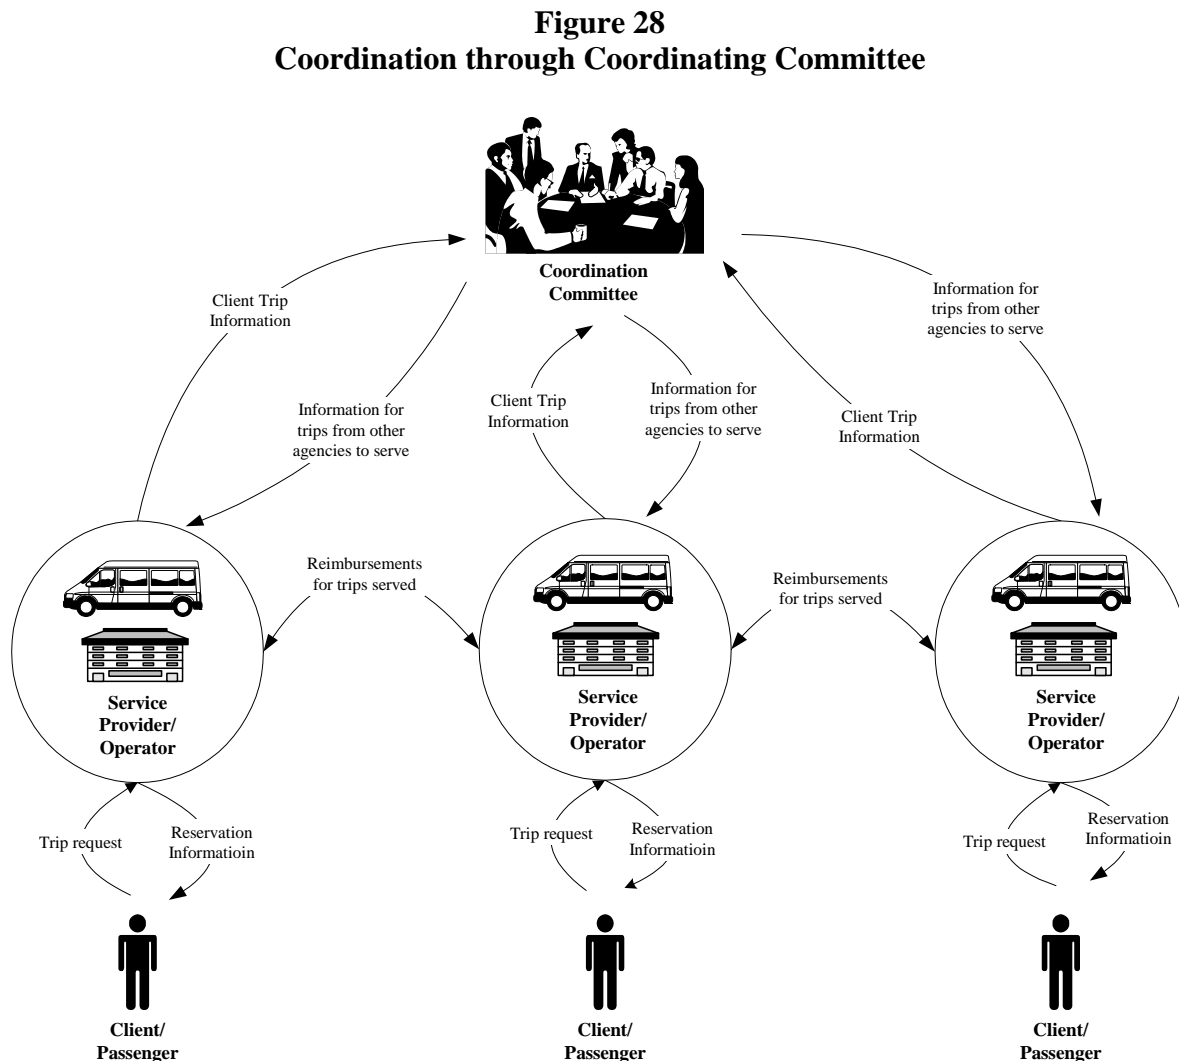 Figure 28
Coordination through Coordinating Committee
Coordination
Committee
Client Trip
Information
Information for
trips from other
agencies to serve
Client Trip
Information
Information for
trips from other
agencies to serve
Client Trip
Information
Information for
trips from other
agencies to serve
Reimbursements
for trips served
Reimbursements
for trips served
Service
Provider/
Operator
Service
Provider/
Operator
Service
Provider/
Operator
Trip request
Reservation
Informatioin
Trip request
Reservation
Informatioin
Trip request
Reservation
Informatioin
Client/
Passenger
Client/
Passenger
Client/
Passenger